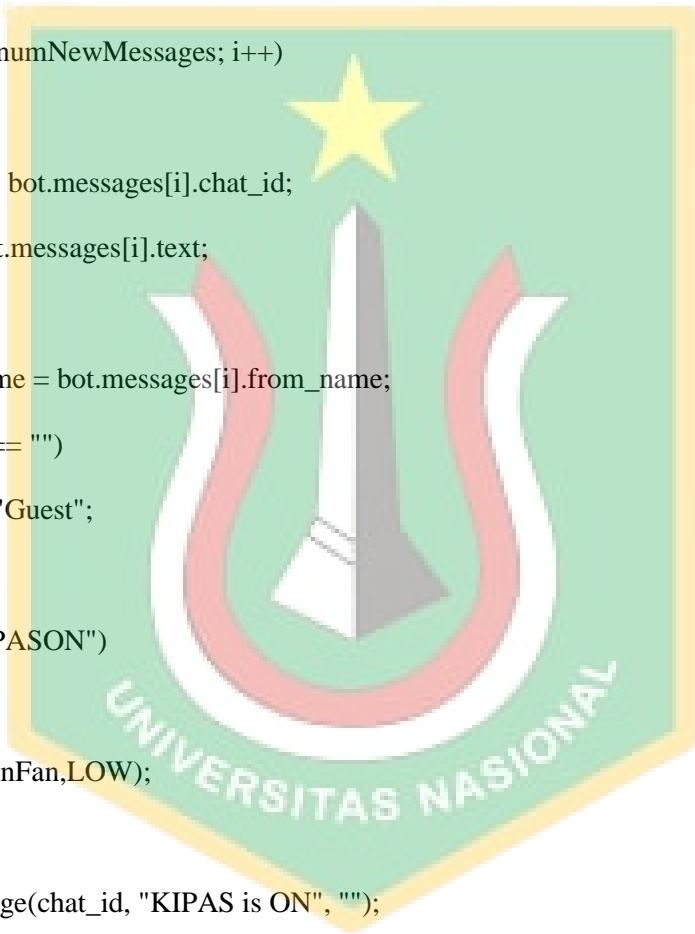 numNewMessages; i++)
bot.messages[i].chat_id;
t.messages[i].text;
me = bot.messages[i].from_name;
== "")
"Guest";
PASON")
nFan,LOW);
ge(chat_id, "KIPAS is ON", "");
UNIVERSITAS NASIONAL